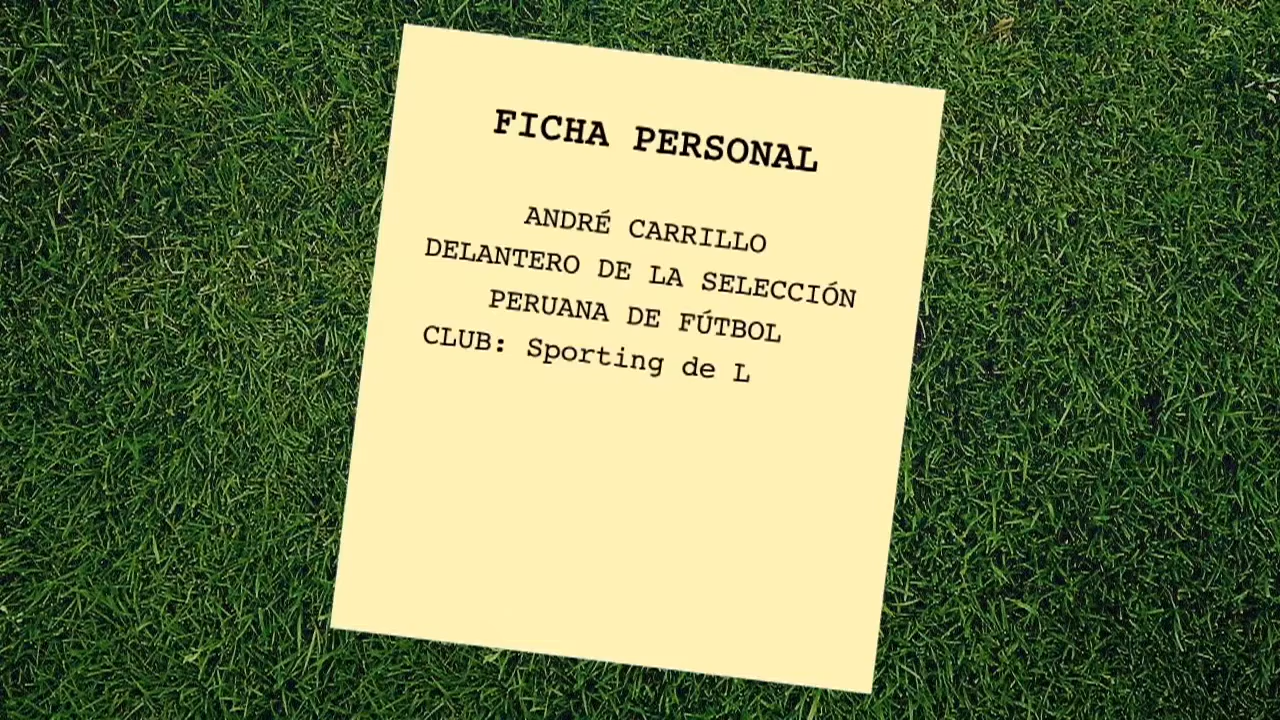 FICHA PERSONAL
ANDRÉ CARRILLO
DELANTERO DE LA SELECCIÓN
PERUANA DE FÚTBOL
CLUB: Sporting de L